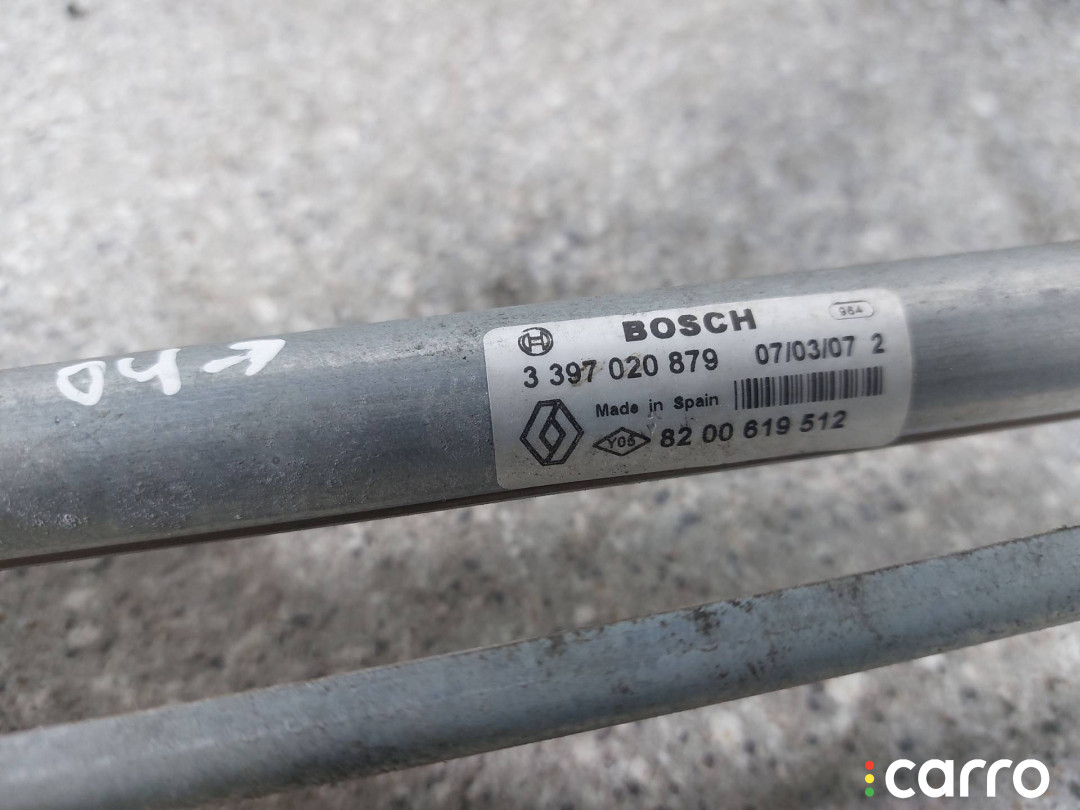 BOSCH 984
3 397 020 879 07/03/07 2
Made in Spain
Y05 82 00 619 512
carro